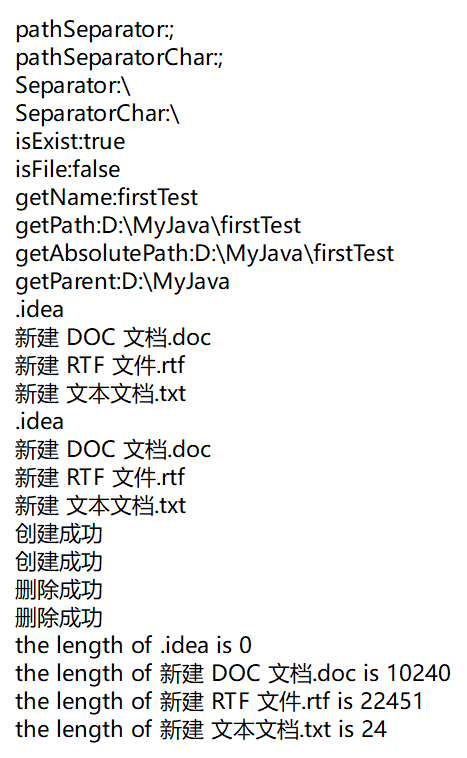 pathSeparator:;
pathSeparatorChar:;
Separator:\
SeparatorChar:\
isExist:true
isFile:false
getName:firstTest
getPath:D:\MyJava\firstTest
getAbsolutePath:D:\MyJava\firstTest
getParent:D:\MyJava
.idea
新建 DOC 文档.doc
新建 RTF 文件.rtf
新建 文本文档.txt
.idea
新建 DOC 文档.doc
新建 RTF 文件.rtf
新建 文本文档.txt
创建成功
创建成功
删除成功
删除成功
the length of .idea is 0
the length of 新建 DOC 文档.doc is 10240
the length of 新建 RTF 文件.rtf is 22451
the length of 新建 文本文档.txt is 24